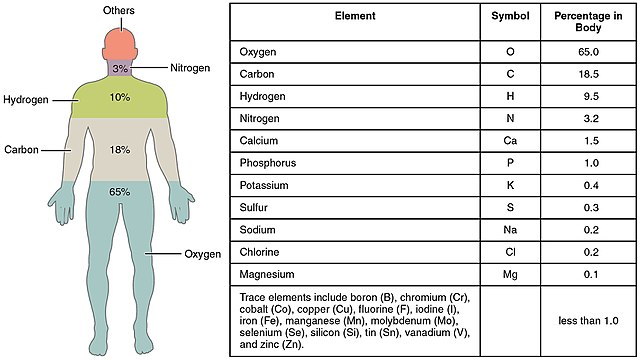 Others
3%
Nitrogen
Hydrogen
10%
Carbon
18%
65%
Oxygen
Element Symbol Percentage in
Body
Oxygen O 65.0
Carbon C 18.5
Hydrogen H 9.5
Nitrogen N 3.2
Calcium Ca 1.5
Phosphorus P 1.0
Potassium K 0.4
Sulfur S 0.3
Sodium Na 0.2
Chlorine Cl 0.2
Magnesium Mg 0.1
Trace elements include boron (B), chromium (Cr),
cobalt (Co), copper (Cu), fluorine (F), iodine (I),
iron (Fe), manganese (Mn), molybdenum (Mo),
selenium (Se), silicon (Si), tin (Sn), vanadium (V),
and zinc (Zn).
less than 1.0